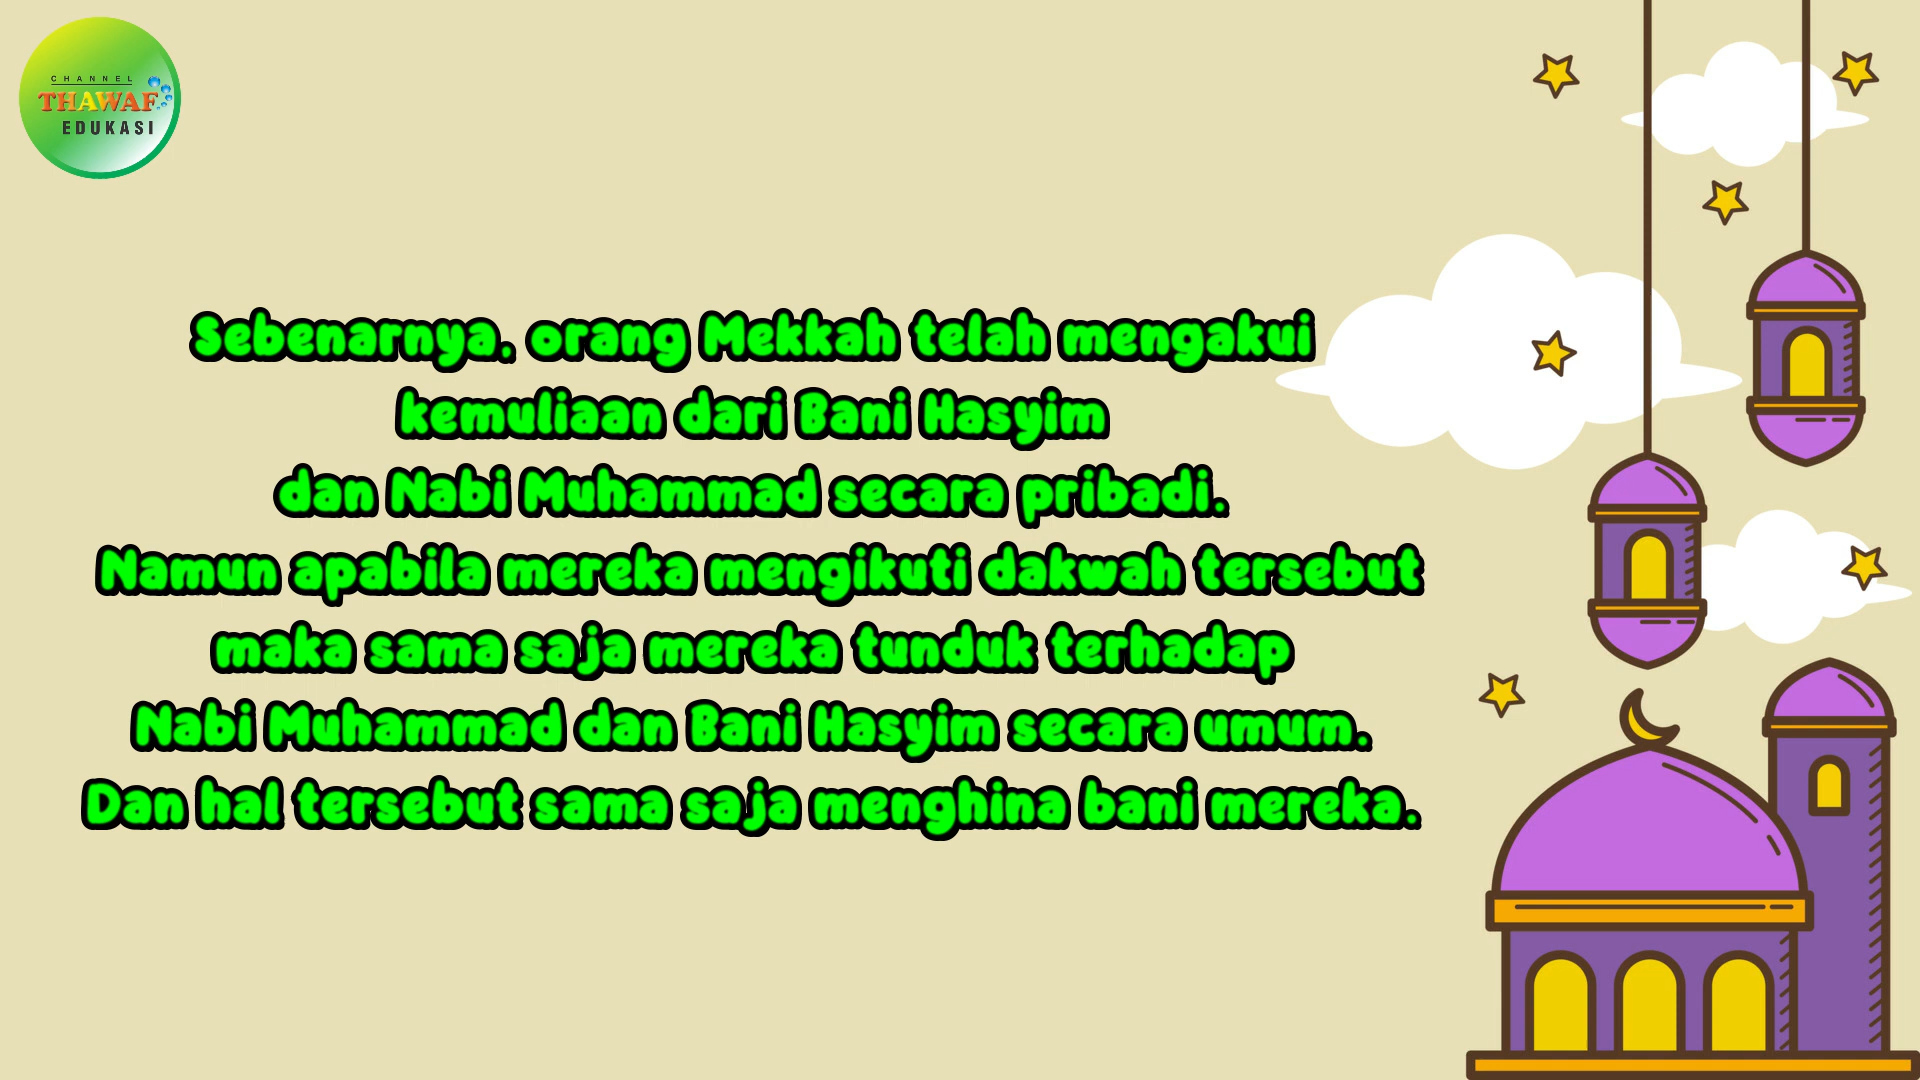 CHANNEL
THAWAF
EDUKASI
Sebenarnya, orang Mekkah telah mengakui
kemuliaan dari Bani Hasyim
dan Nabi Muhammad secara pribadi.
Namun apabila mereka mengikuti dakwah tersebut
maka sama saja mereka tunduk terhadap
Nabi Muhammad dan Bani Hasyim secara umum.
Dan hal tersebut sama saja menghina bani mereka.